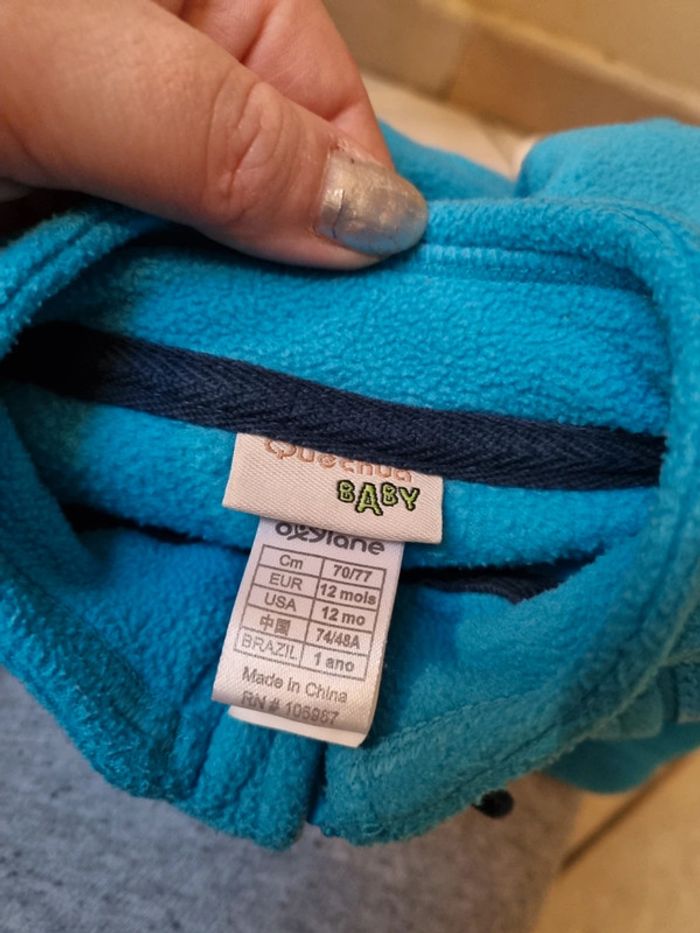 Quechua
BABY
oxylane
Cm 70/77
EUR 12 mois
USA 12 mo
中国 74/48A
BRAZIL 1 ano
Made in China
RN # 106987